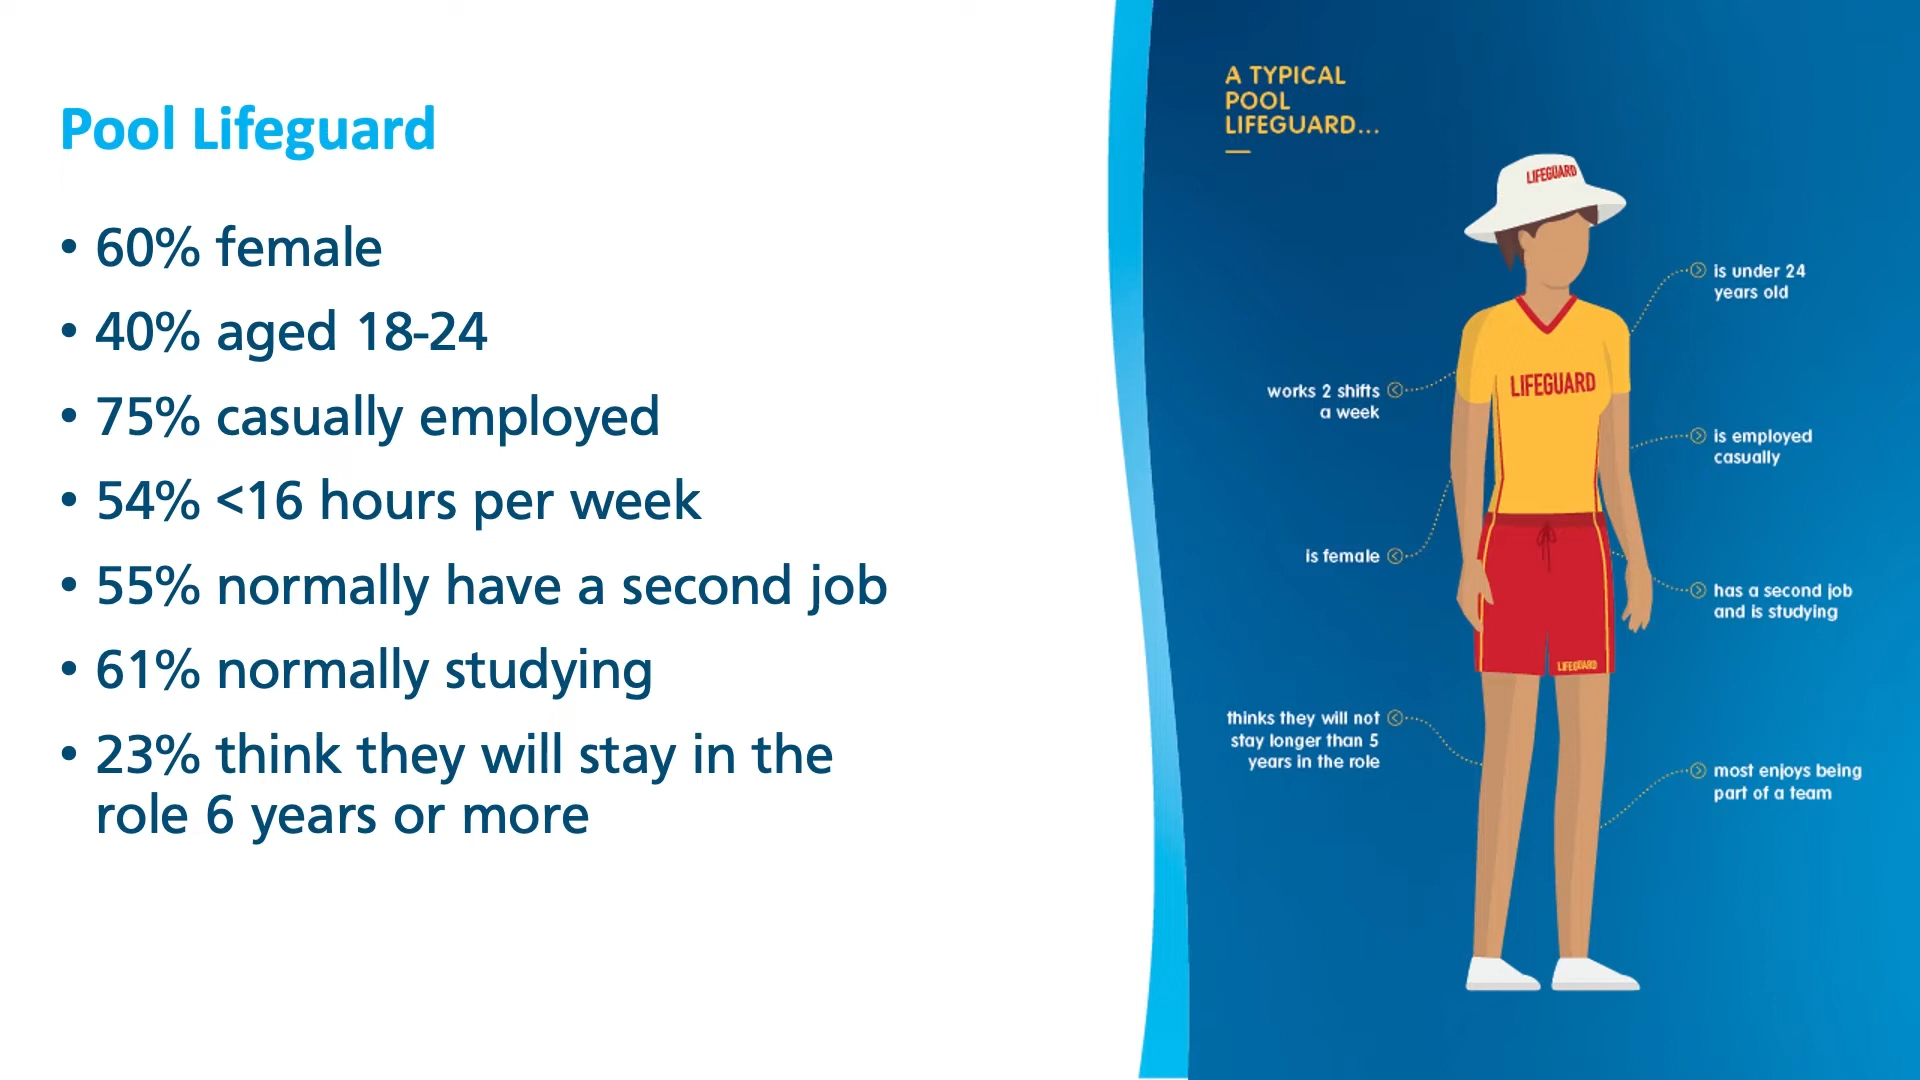 Pool Lifeguard
• 60% female
• 40% aged 18-24
• 75% casually employed
• 54% <16 hours per week
• 55% normally have a second job
• 61% normally studying
• 23% think they will stay in the
role 6 years or more
A TYPICAL
POOL
LIFEGUARD...
LIFEGUARD
is under 24
years old
works 2 shifts
a week
LIFEGUARD
is employed
casually
is female
has a second job
and is studying
LIFEGUARD
thinks they will not
stay longer than 5
years in the role
most enjoys being
part of a team